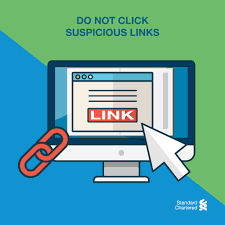 DO NOT CLICK
SUSPICIOUS LINKS
LINK
Standard
Chartered